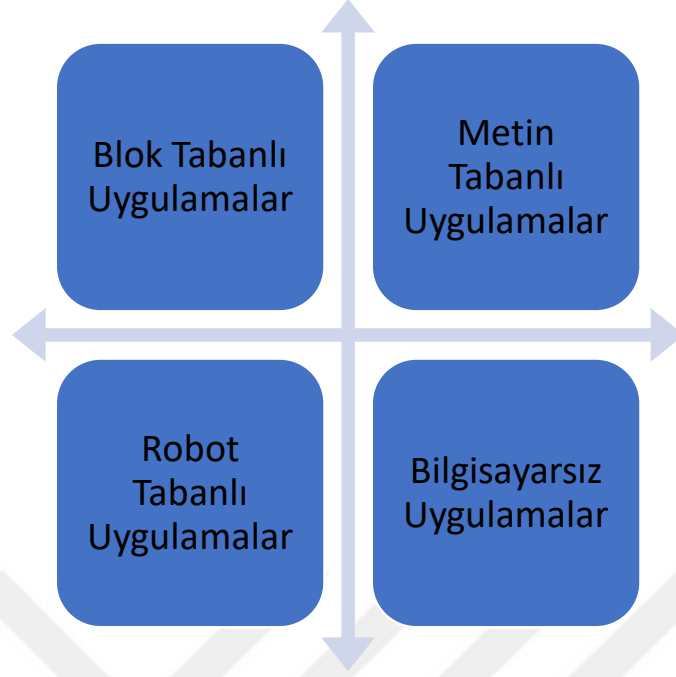 Blok Tabanlı
Uygulamalar
Metin
Tabanlı
Uygulamalar
Robot
Tabanlı
Uygulamalar
Bilgisayarsız
Uygulamalar